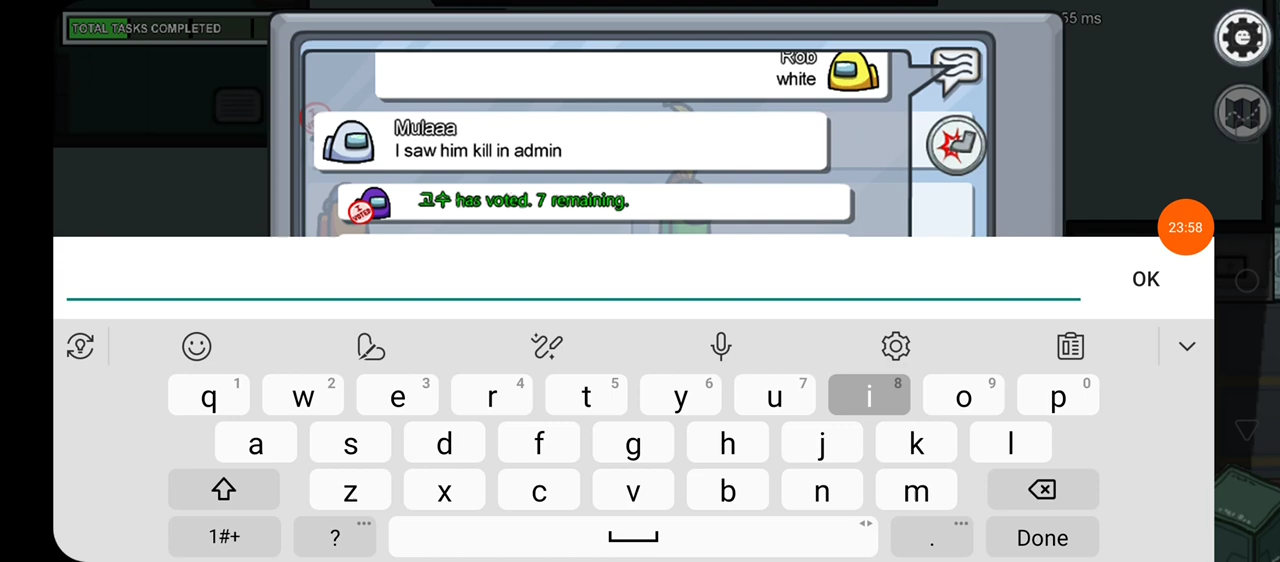 TOTAL TASKS COMPLETED
55 ms
Rob
white
Mulaaa
I saw him kill in admin
I VOTED
고수 has voted. 7 remaining.
23:58
OK
q 1 w 2 e 3 r 4 t 5 y 6 u 7 i 8 o 9 p 0
a s d f g h j k l
z x c v b n m
1#+ ? . Done